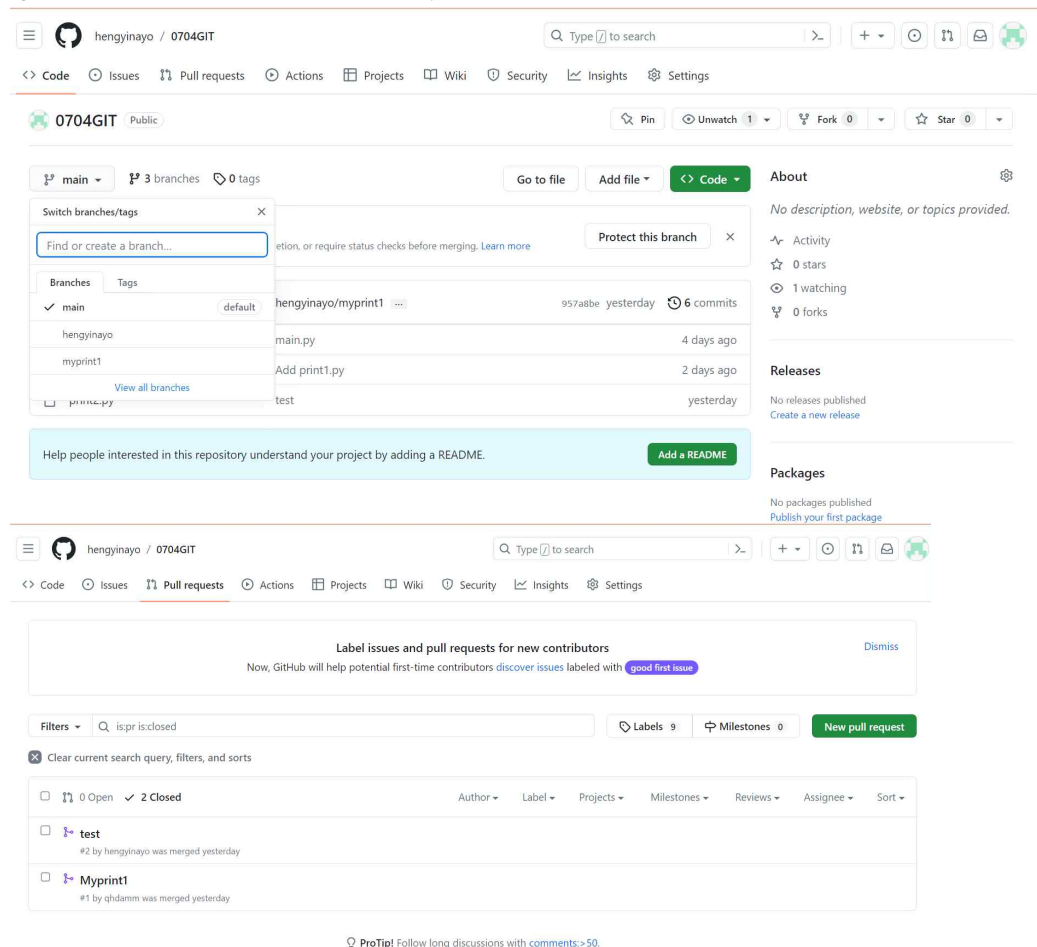 hengyinayo / 0704GIT
Type / to search
Code Issues Pull requests Actions Projects Wiki Security Insights Settings
0704GIT Public
Pin Unwatch 1 Fork 0 Star 0
main 3 branches 0 tags
Go to file Add file Code
About
Switch branches/tags
No description, website, or topics provided.
Find or create a branch...
etion, or require status checks before merging. Learn more
Protect this branch
Activity
0 stars
Branches Tags
1 watching
main default
hengyinayo/myprint1 ... 957a8be yesterday 6 commits
0 forks
hengyinayo
main.py 4 days ago
myprint1
Add print1.py 2 days ago
Releases
View all branches
print2.py test yesterday
No releases published
Create a new release
Help people interested in this repository understand your project by adding a README.
Add a README
Packages
No packages published
Publish your first package
hengyinayo / 0704GIT
Type / to search
Code Issues Pull requests Actions Projects Wiki Security Insights Settings
Label issues and pull requests for new contributors
Dismiss
Now, GitHub will help potential first-time contributors discover issues labeled with good first issue
Filters is:pr is:closed
Labels 9 Milestones 0 New pull request
Clear current search query, filters, and sorts
0 Open 2 Closed Author Label Projects Milestones Reviews Assignee Sort
test
#2 by hengyinayo was merged yesterday
Myprint1
#1 by qhdamm was merged yesterday
ProTip! Follow long discussions with comments:>50.